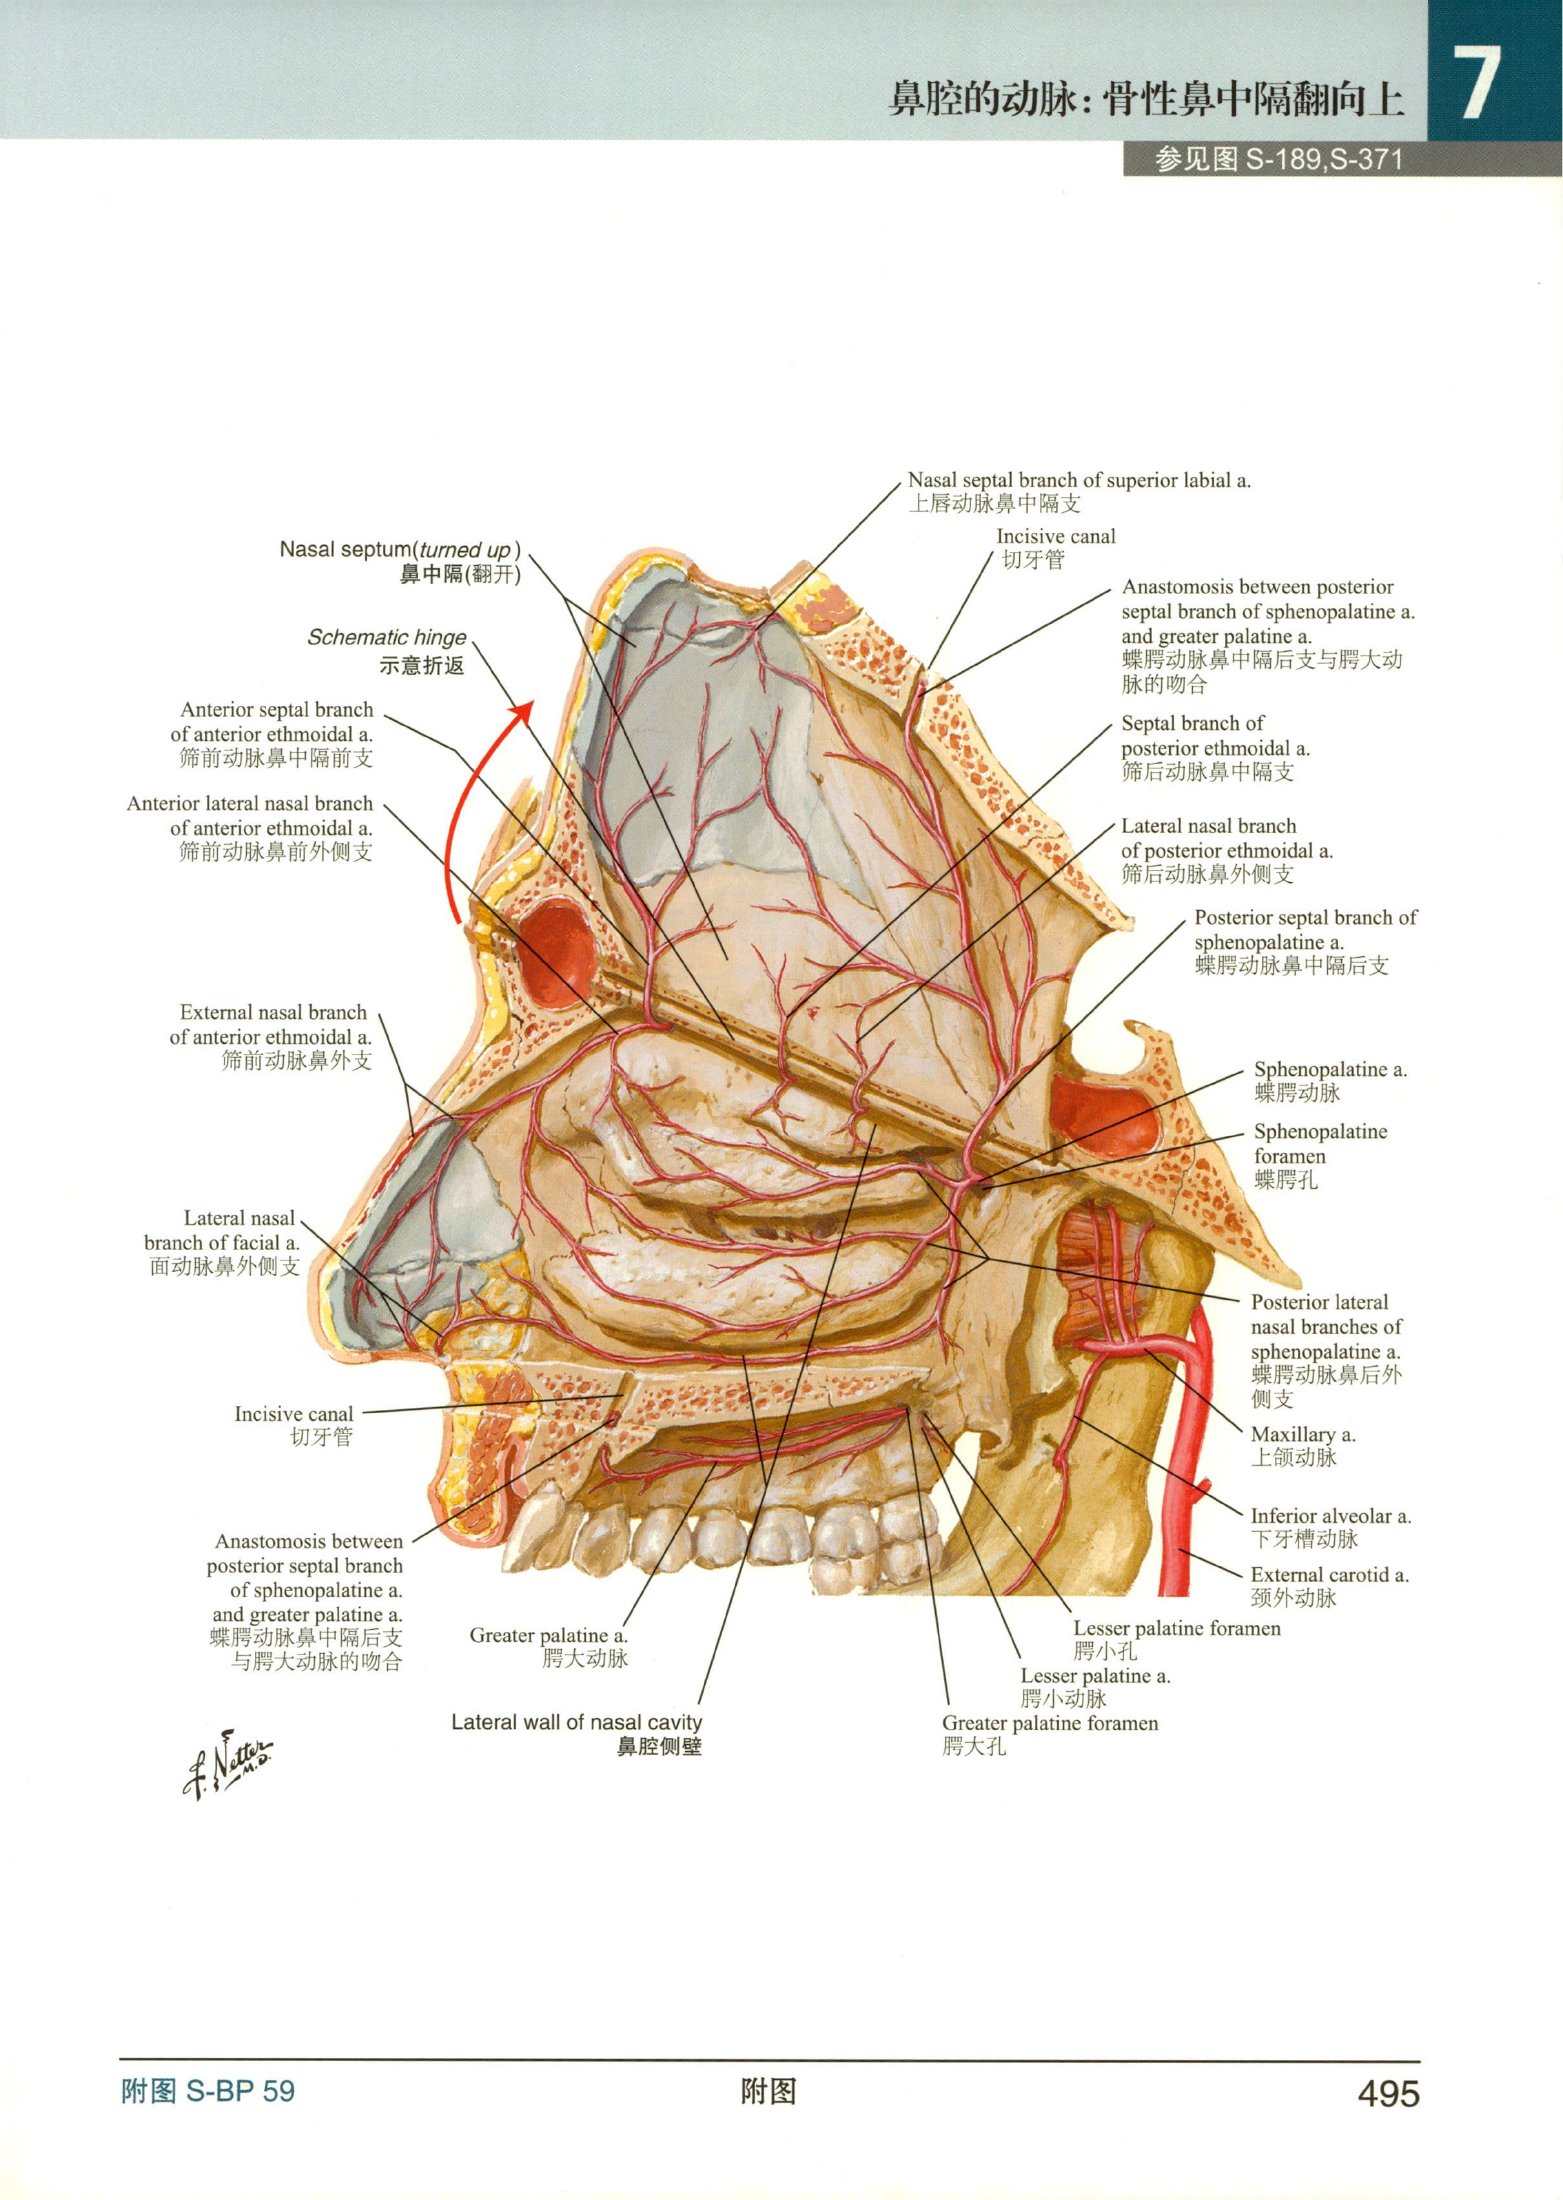 鼻腔的动脉：骨性鼻中隔翻向上
7
参见图 S-189,S-371
Nasal septal branch of superior labial a.
上唇动脉鼻中隔支
Incisive canal
切牙管
Nasal septum(turned up)
鼻中隔(翻开)
Anastomosis between posterior
septal branch of sphenopalatine a.
and greater palatine a.
蝶腭动脉鼻中隔后支与腭大动
脉的吻合
Schematic hinge
示意折返
Anterior septal branch
of anterior ethmoidal a.
筛前动脉鼻中隔前支
Septal branch of
posterior ethmoidal a.
筛后动脉鼻中隔支
Anterior lateral nasal branch
of anterior ethmoidal a.
筛前动脉鼻前外侧支
Lateral nasal branch
of posterior ethmoidal a.
筛后动脉鼻外侧支
Posterior septal branch of
sphenopalatine a.
蝶腭动脉鼻中隔后支
External nasal branch
of anterior ethmoidal a.
筛前动脉鼻外支
Sphenopalatine a.
蝶腭动脉
Sphenopalatine
foramen
蝶腭孔
Lateral nasal
branch of facial a.
面动脉鼻外侧支
Posterior lateral
nasal branches of
sphenopalatine a.
蝶腭动脉鼻后外
侧支
Incisive canal
切牙管
Maxillary a.
上颌动脉
Inferior alveolar a.
下牙槽动脉
Anastomosis between
posterior septal branch
of sphenopalatine a.
and greater palatine a.
蝶腭动脉鼻中隔后支
与腭大动脉的吻合
External carotid a.
颈外动脉
Greater palatine a.
腭大动脉
Lesser palatine foramen
腭小孔
Lesser palatine a.
腭小动脉
Lateral wall of nasal cavity
鼻腔侧壁
Greater palatine foramen
腭大孔
F. Netter
M.D.
附图 S-BP 59
附图
495